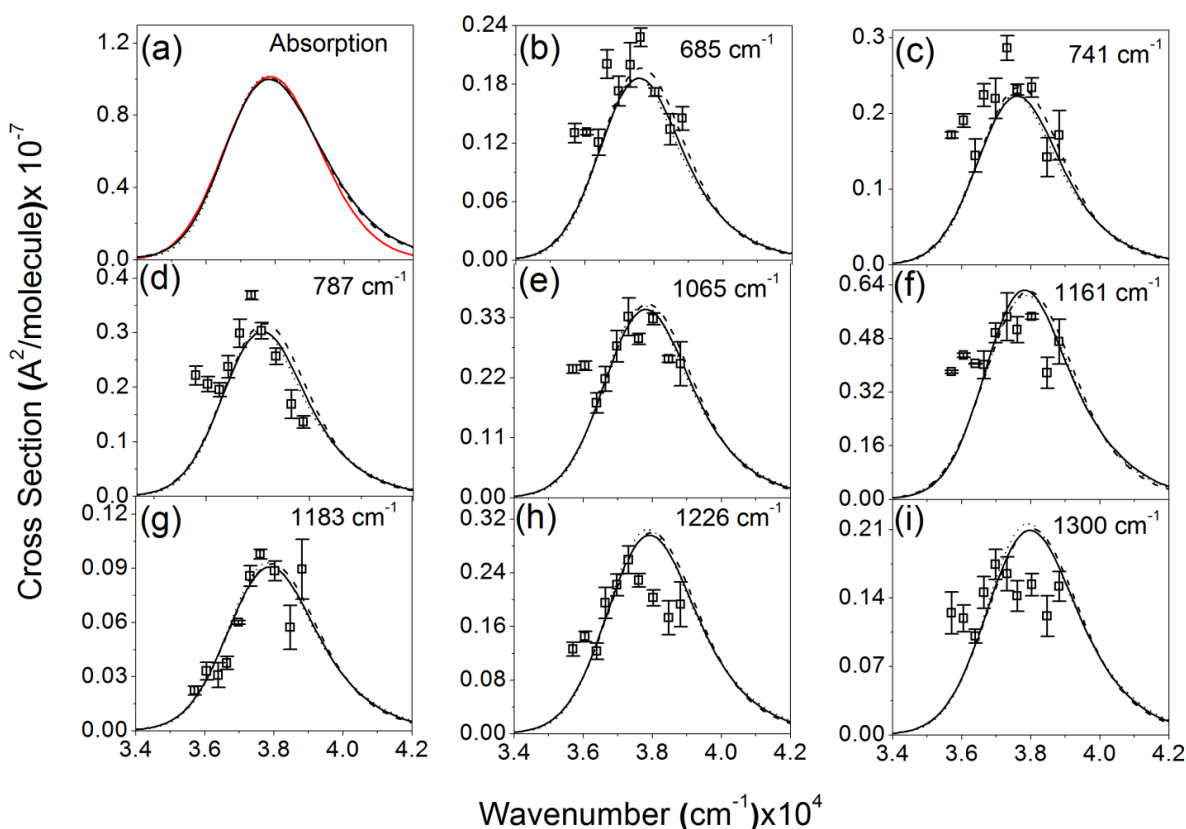 Cross Section (A²/molecule)x 10⁻⁷
(a) Absorption
1.2
0.8
0.4
0.0
(b) 685 cm⁻¹
0.24
0.18
0.12
0.06
0.00
(c) 741 cm⁻¹
0.3
0.2
0.1
0.0
(d) 787 cm⁻¹
0.4
0.3
0.2
0.1
0.0
(e) 1065 cm⁻¹
0.33
0.22
0.11
0.00
(f) 1161 cm⁻¹
0.64
0.48
0.32
0.16
0.00
(g) 1183 cm⁻¹
0.12
0.09
0.06
0.03
0.00
3.4 3.6 3.8 4.0 4.2
(h) 1226 cm⁻¹
0.32
0.24
0.16
0.08
0.00
3.4 3.6 3.8 4.0 4.2
(i) 1300 cm⁻¹
0.21
0.14
0.07
0.00
3.4 3.6 3.8 4.0 4.2
Wavenumber (cm⁻¹)x10⁴